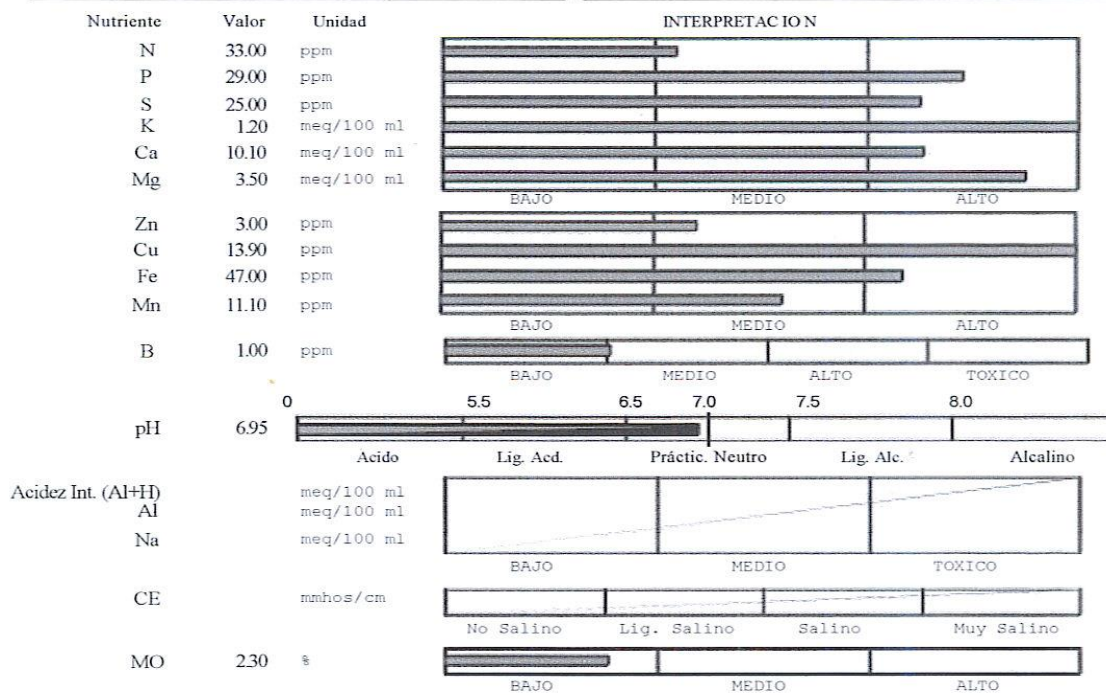 Nutriente Valor Unidad INTERPRETAC IO N
N 33.00 ppm
P 29.00 ppm
S 25.00 ppm
K 1.20 meq/100 ml
Ca 10.10 meq/100 ml
Mg 3.50 meq/100 ml
BAJO MEDIO ALTO
Zn 3.00 ppm
Cu 13.90 ppm
Fe 47.00 ppm
Mn 11.10 ppm
BAJO MEDIO ALTO
B 1.00 ppm
BAJO MEDIO ALTO TOXICO
0 5.5 6.5 7.0 7.5 8.0
pH 6.95
Acido Lig. Acd. Práctic. Neutro Lig. Alc. Alcalino
Acidez Int. (Al+H) meq/100 ml
Al meq/100 ml
Na meq/100 ml
BAJO MEDIO TOXICO
CE mmhos/cm
No Salino Lig. Salino Salino Muy Salino
MO 2.30 %
BAJO MEDIO ALTO